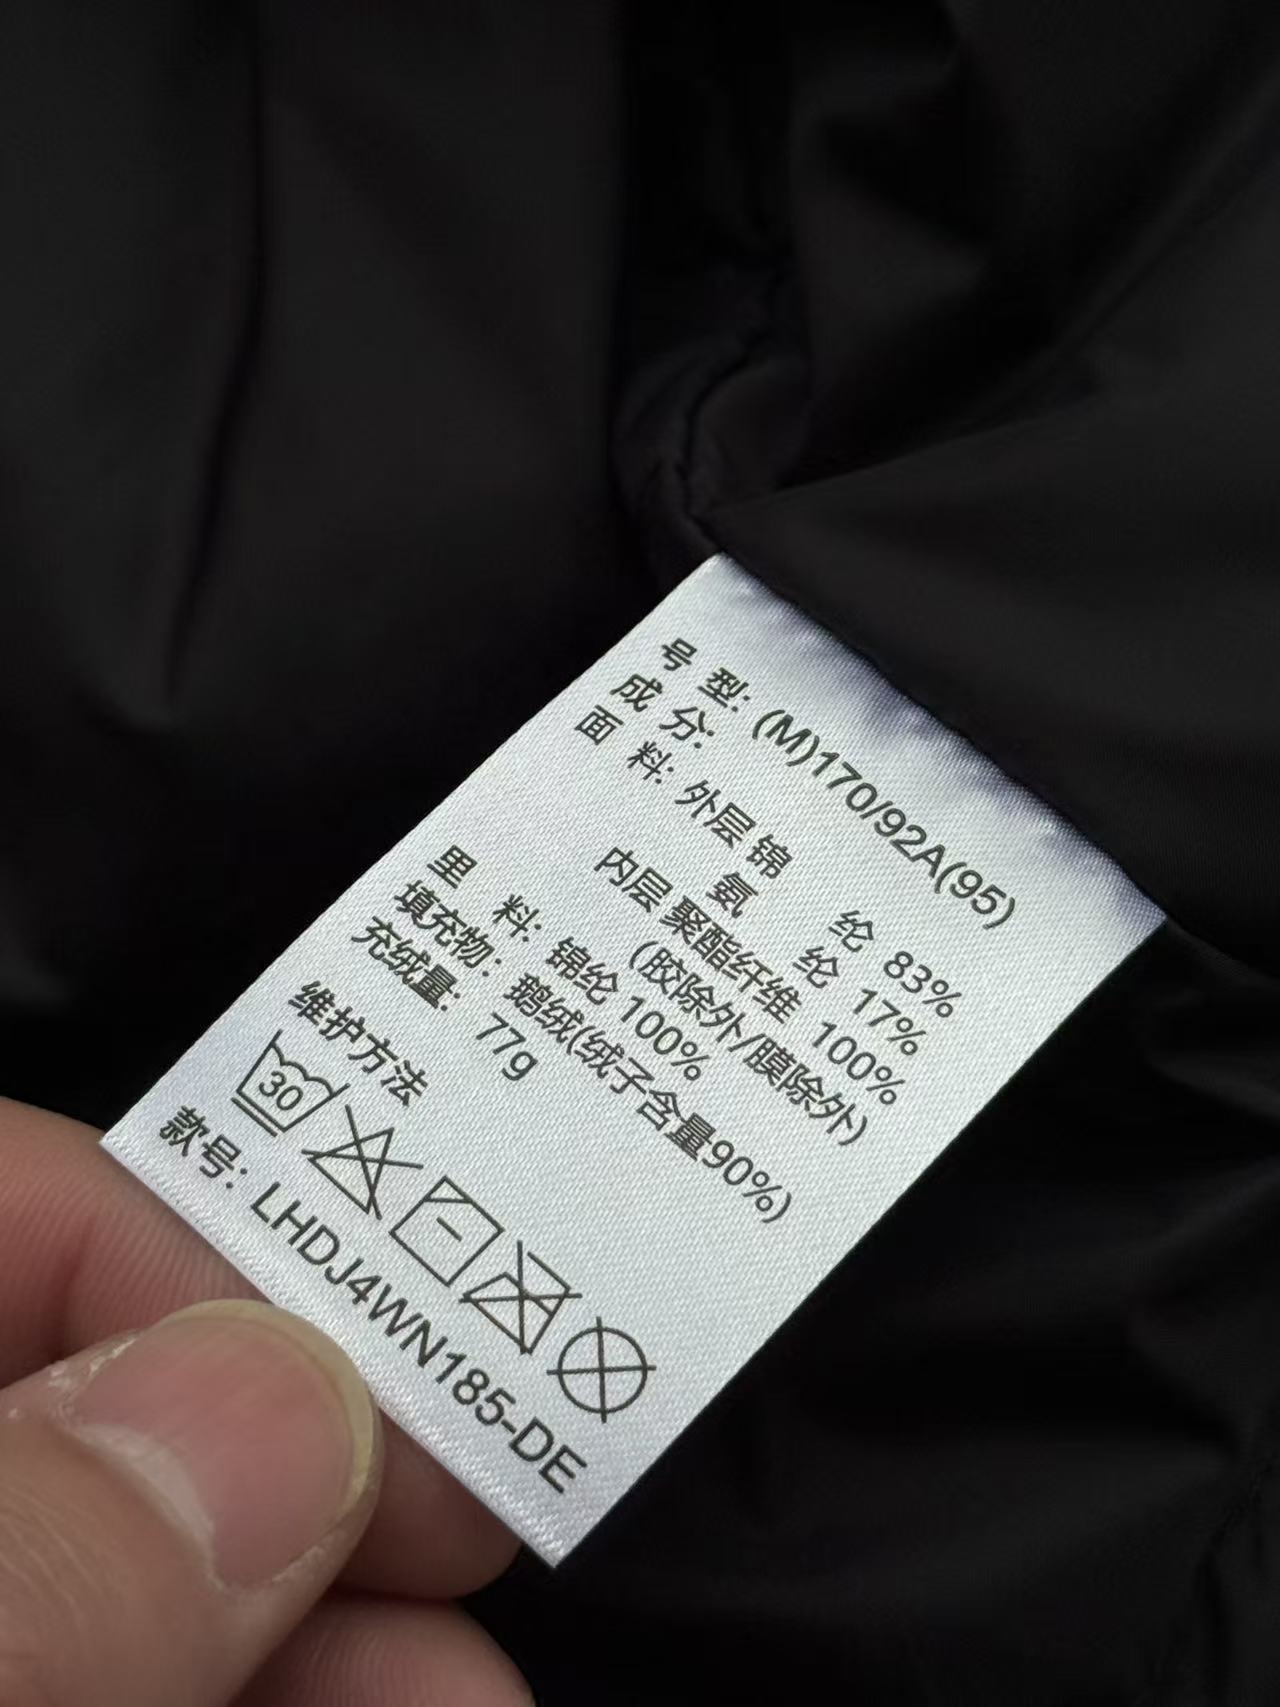 号 型: (M)170/92A(95)
成 分:
面 料: 外层 锦 纶 83%
氨 纶 17%
内层 聚酯纤维 100%
(胶除外/膜除外)
里 料: 锦纶 100%
填充物: 鹅绒(绒子含量90%)
充绒量: 77g
维护方法
30
款号: LHDJ4WN185-DE